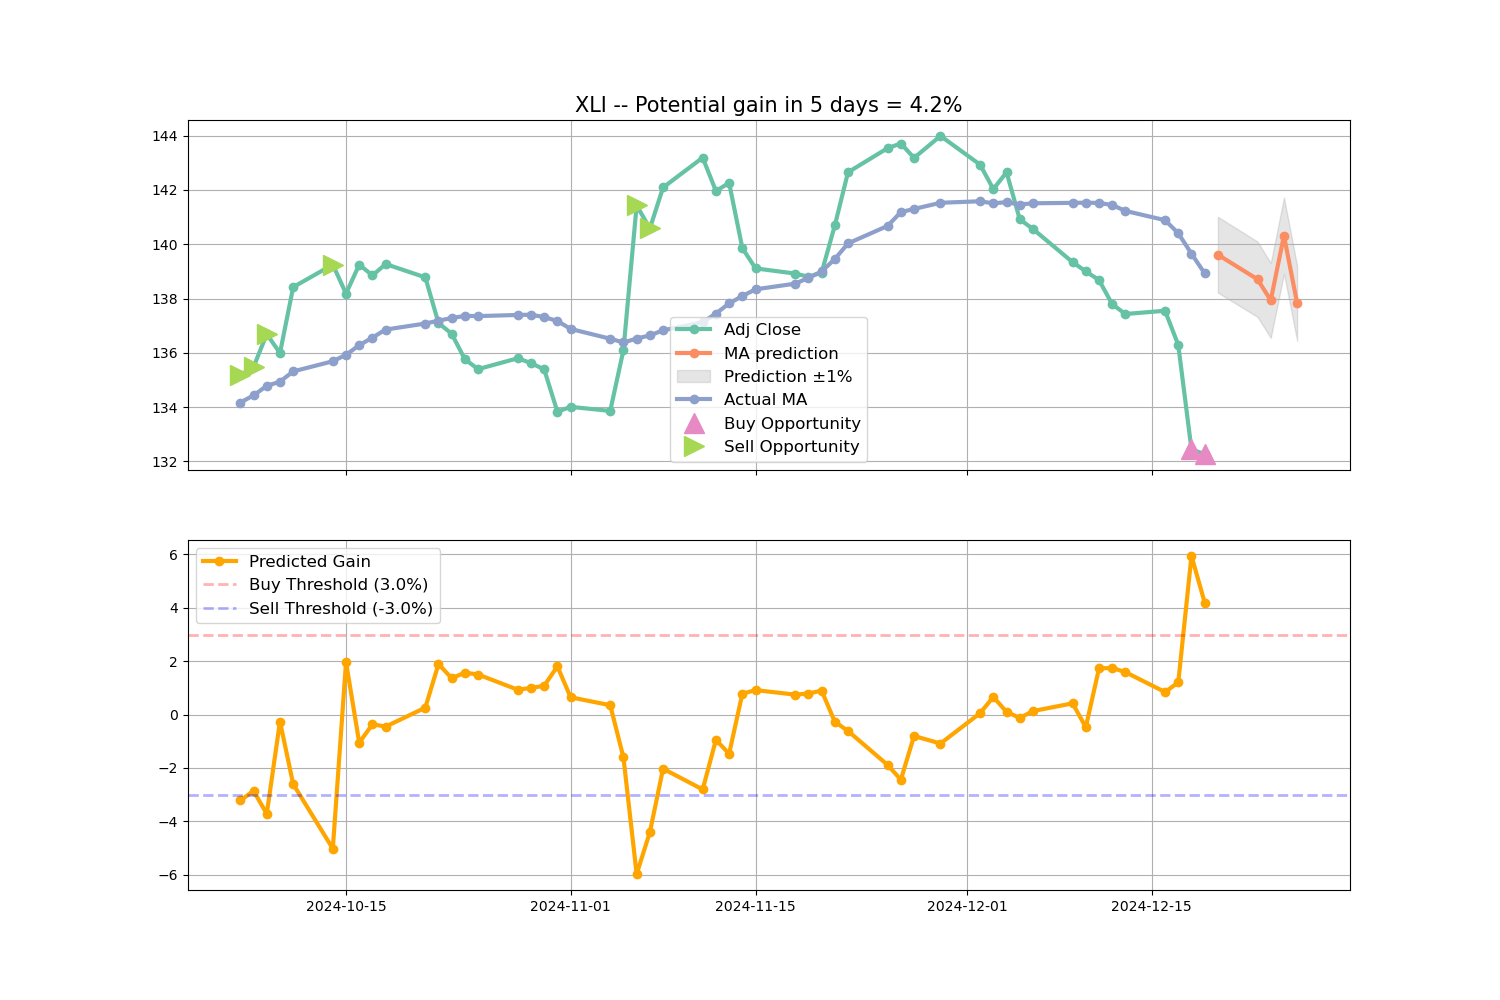 XLI -- Potential gain in 5 days = 4.2%
144
142
140
138
136
134
132
Adj Close
MA prediction
Prediction ±1%
Actual MA
Buy Opportunity
Sell Opportunity
6
4
2
0
−2
−4
−6
Predicted Gain
Buy Threshold (3.0%)
Sell Threshold (-3.0%)
2024-10-15
2024-11-01
2024-11-15
2024-12-01
2024-12-15